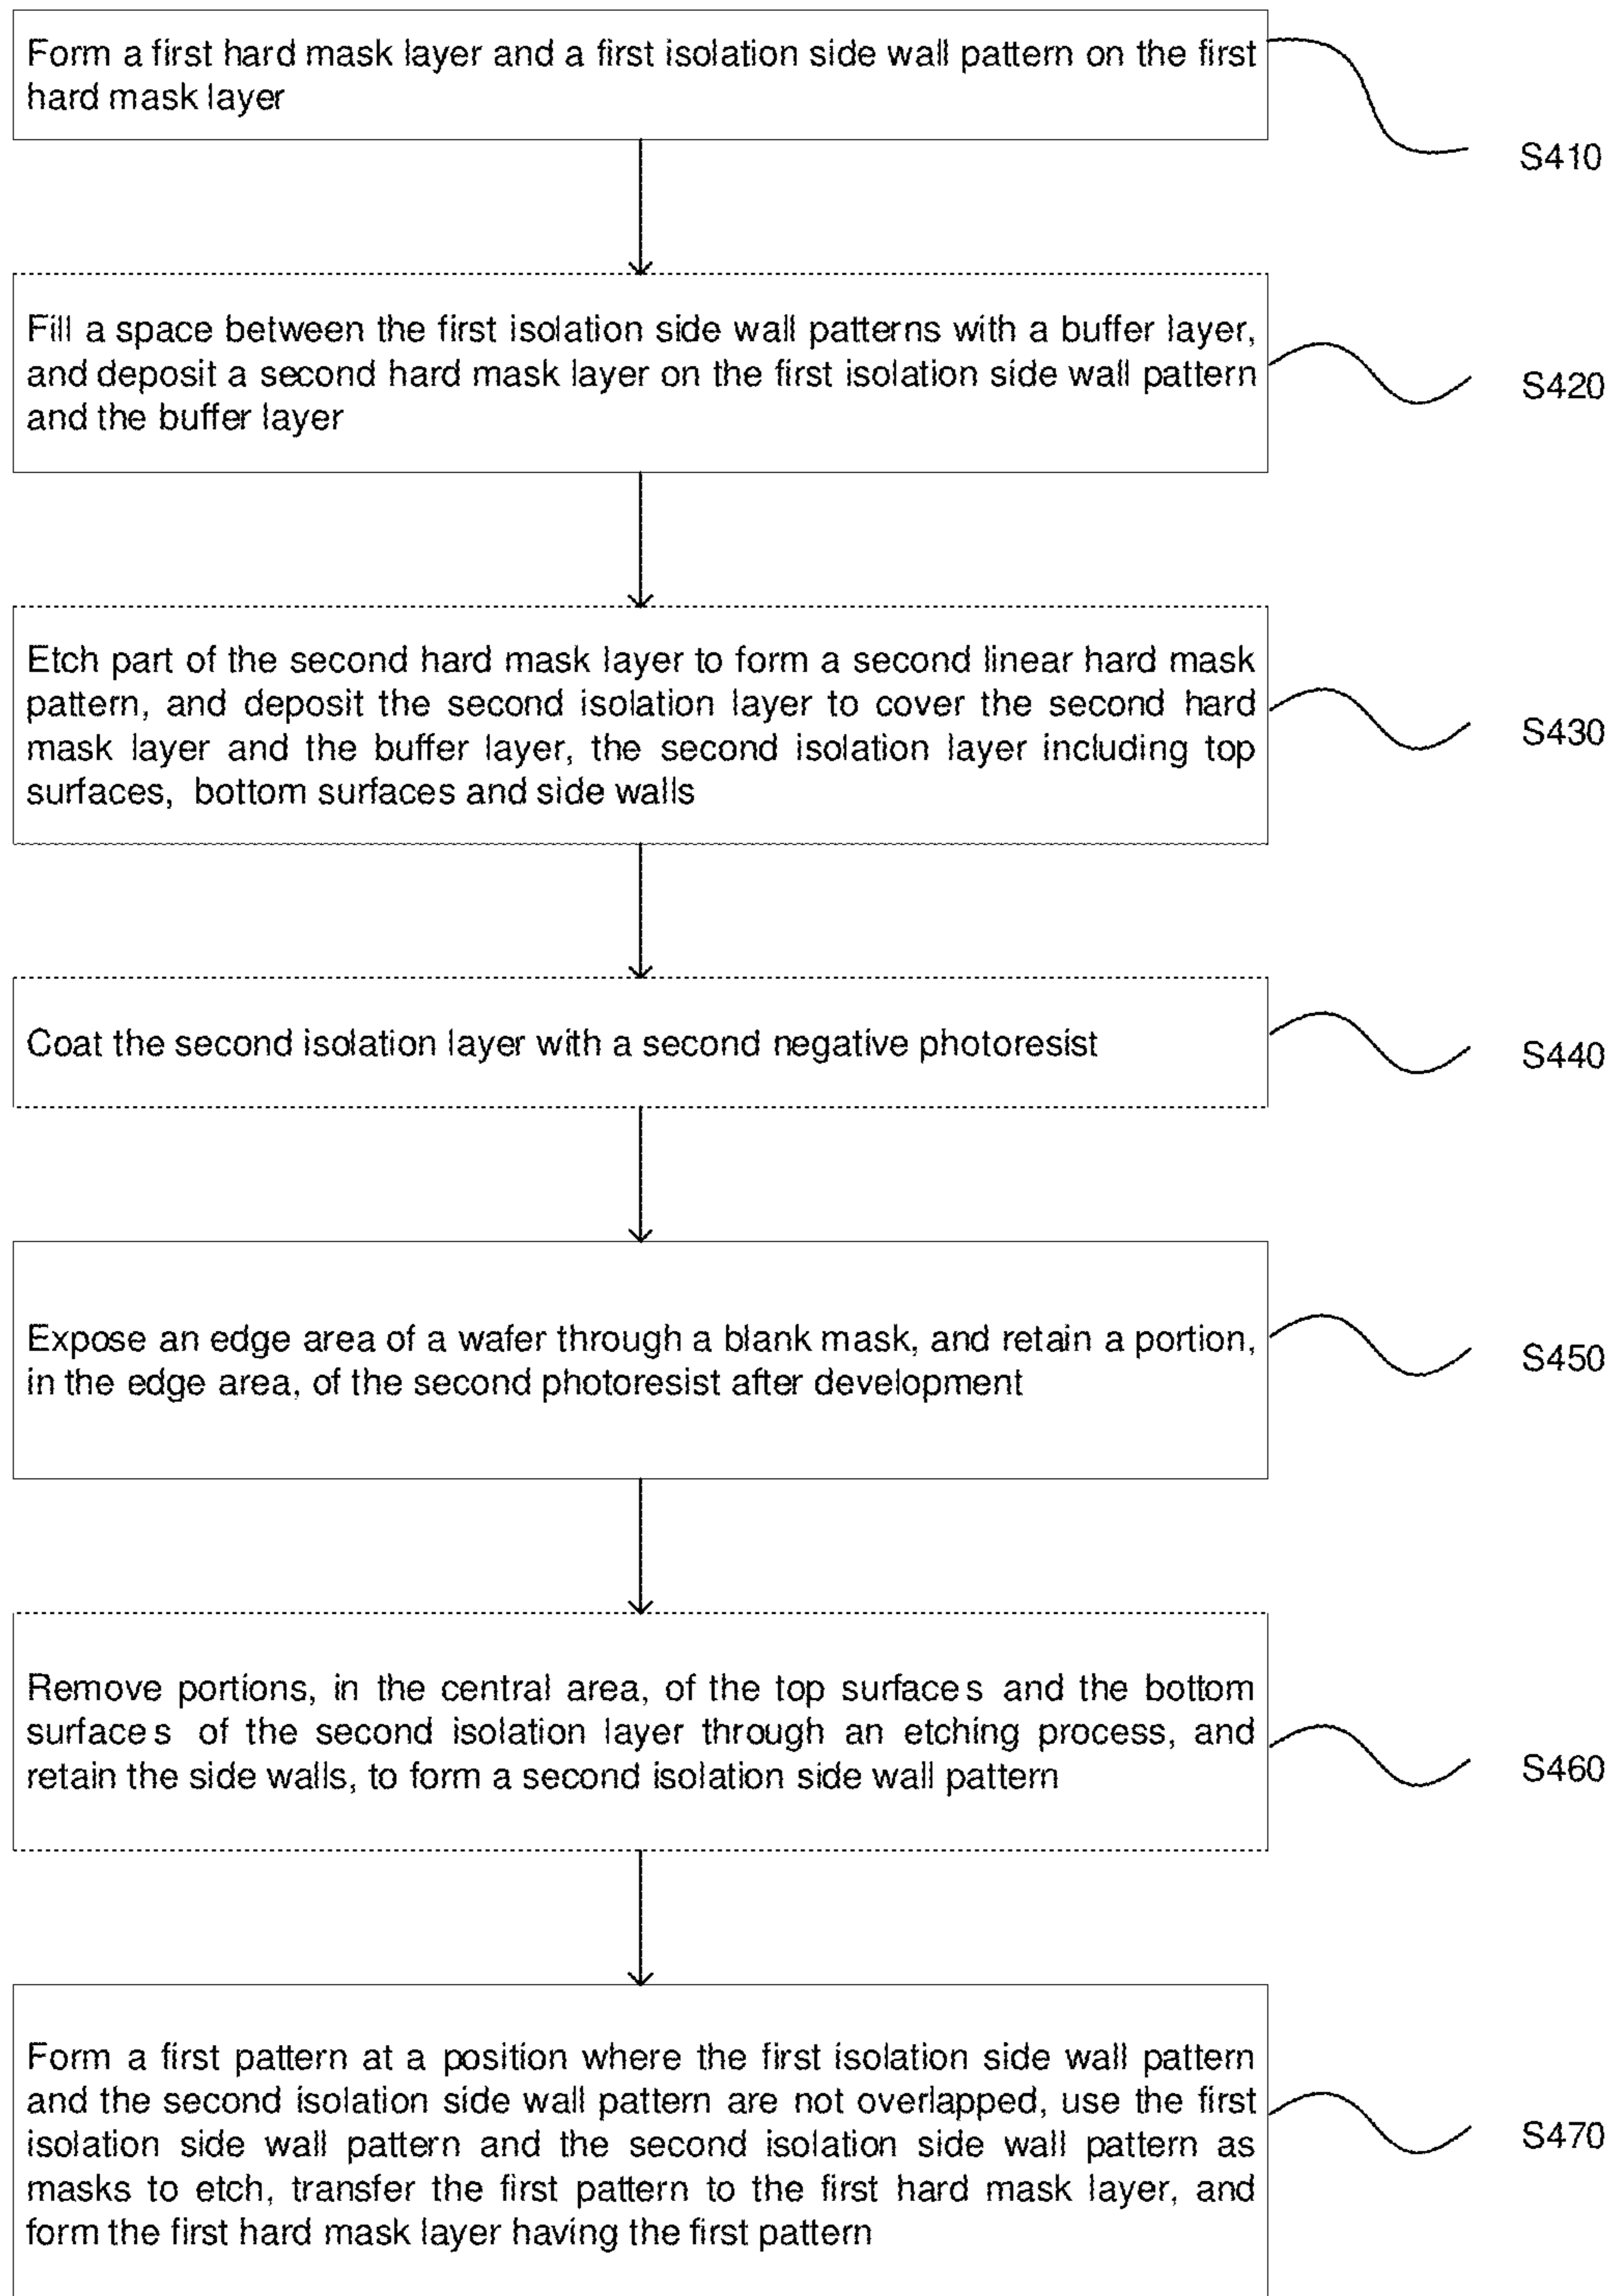 Form a first hard mask layer and a first isolation side wall pattern on the first
hard mask layer
S410
Fill a space between the first isolation side wall patterns with a buffer layer,
and deposit a second hard mask layer on the first isolation side wall pattern
and the buffer layer
S420
Etch part of the second hard mask layer to form a second linear hard mask
pattern, and deposit the second isolation layer to cover the second hard
mask layer and the buffer layer, the second isolation layer including top
surfaces, bottom surfaces and side walls
S430
Coat the second isolation layer with a second negative photoresist
S440
Expose an edge area of a wafer through a blank mask, and retain a portion,
in the edge area, of the second photoresist after development
S450
Remove portions, in the central area, of the top surfaces and the bottom
surfaces of the second isolation layer through an etching process, and
retain the side walls, to form a second isolation side wall pattern
S460
Form a first pattern at a position where the first isolation side wall pattern
and the second isolation side wall pattern are not overlapped, use the first
isolation side wall pattern and the second isolation side wall pattern as
masks to etch, transfer the first pattern to the first hard mask layer, and
form the first hard mask layer having the first pattern
S470